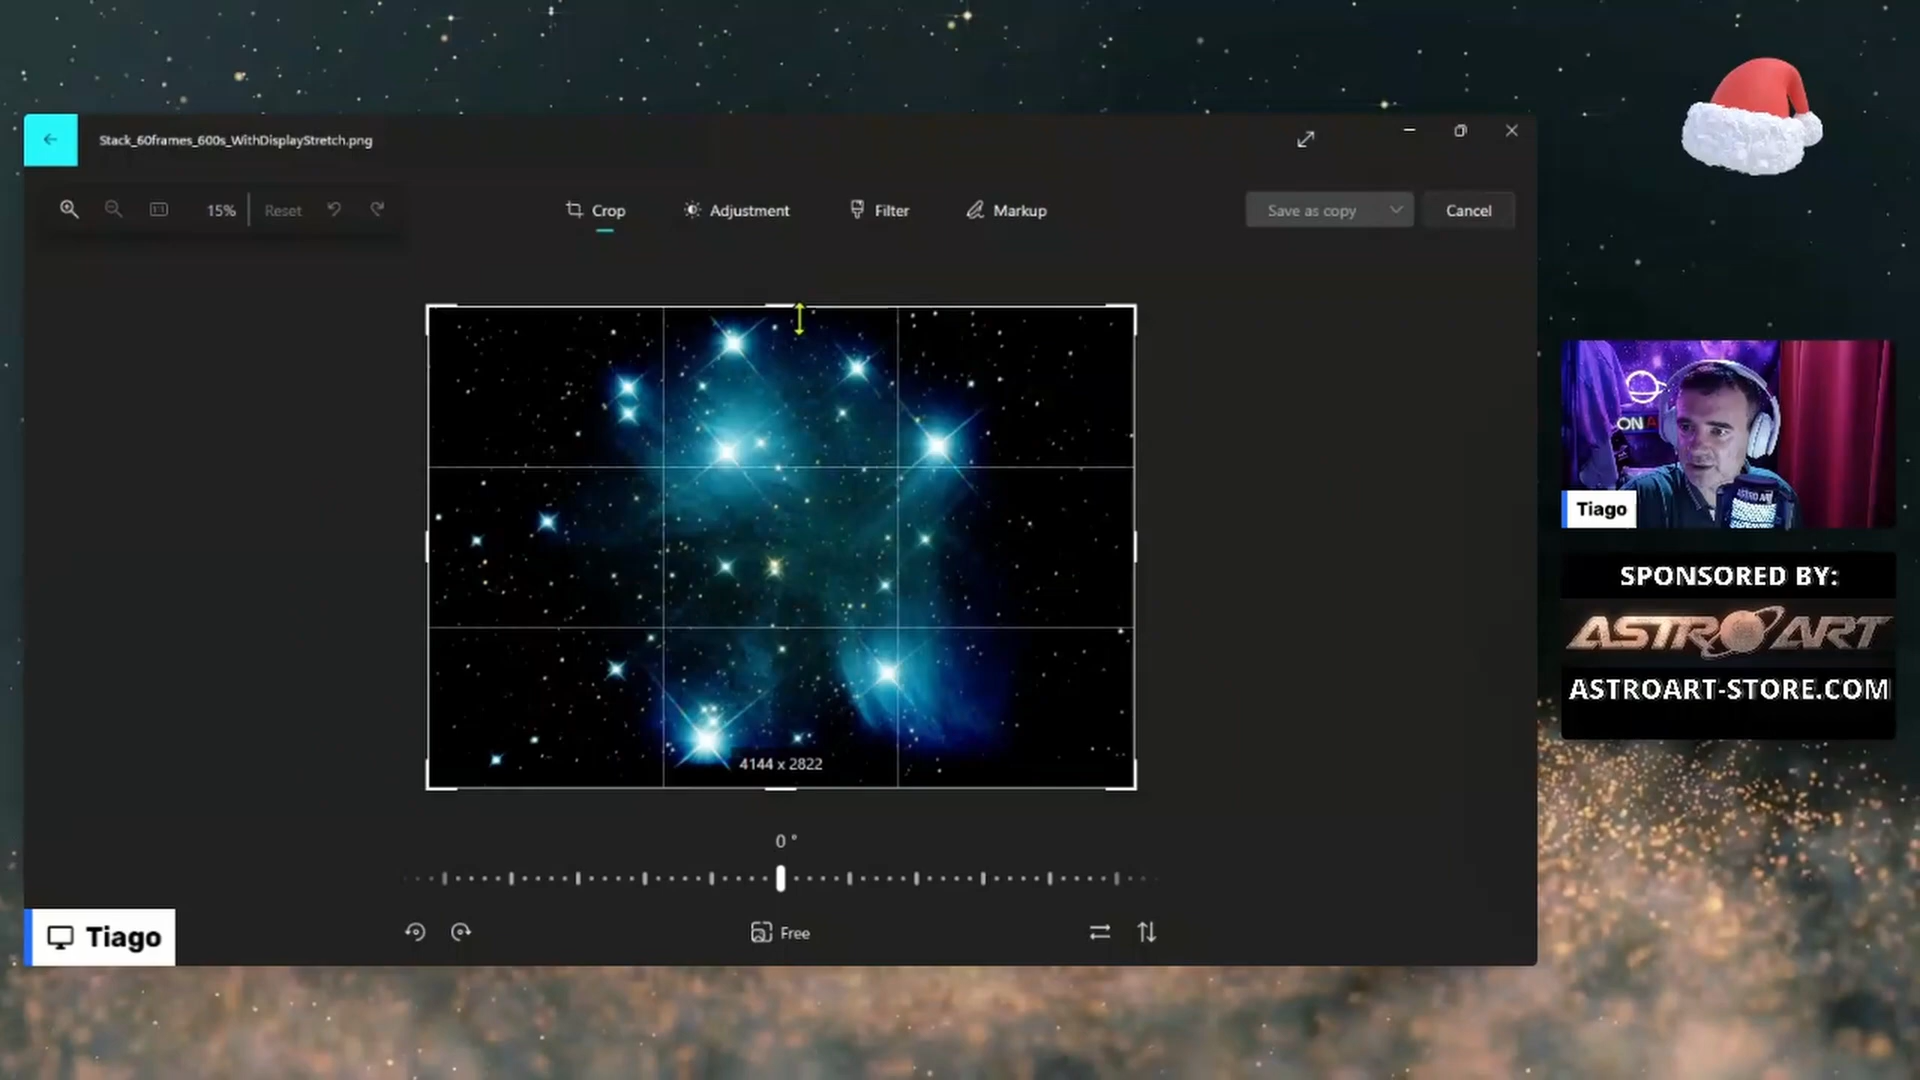 Stack_60frames_600s_WithDisplayStretch.png
15%
Reset
Crop
Adjustment
Filter
Markup
Save as copy
Cancel
4144 x 2822
0 °
Free
Tiago
ON A
Tiago
SPONSORED BY:
ASTROART
ASTROART-STORE.COM